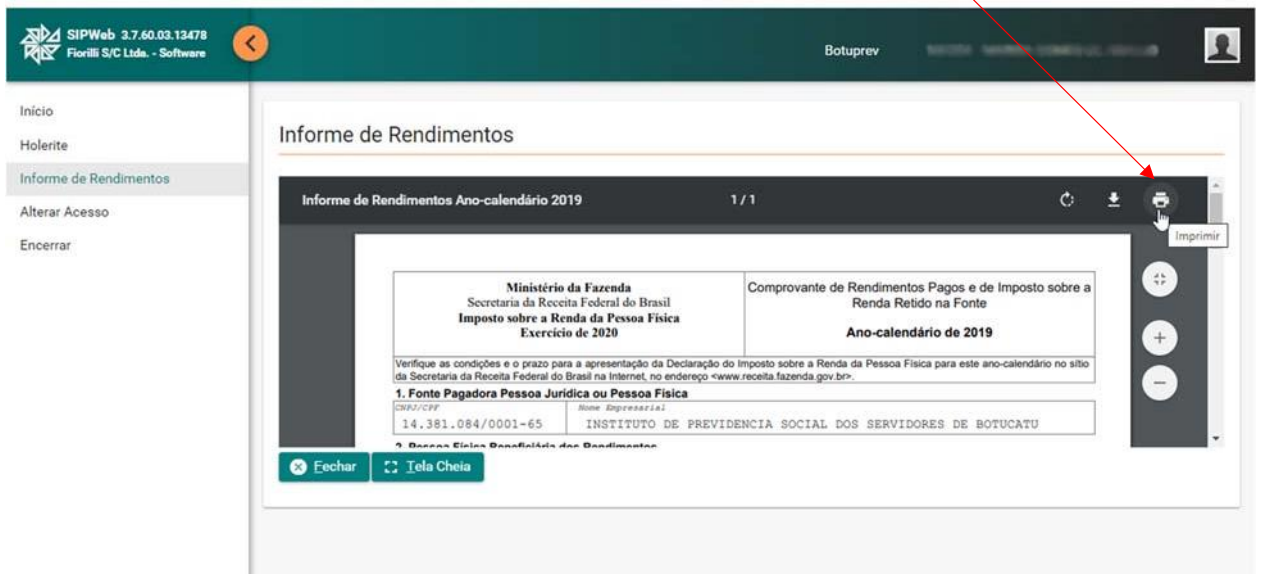 SIPWeb 3.7.60.03.13478
Fiorilli S/C Ltda. - Software
Botuprev
Início
Holerite
Informe de Rendimentos
Alterar Acesso
Encerrar
Informe de Rendimentos
Informe de Rendimentos Ano-calendário 2019 1 / 1
Imprimir
Ministério da Fazenda
Secretaria da Receita Federal do Brasil
Imposto sobre a Renda da Pessoa Física
Exercício de 2020
Comprovante de Rendimentos Pagos e de Imposto sobre a
Renda Retido na Fonte
Ano-calendário de 2019
Verifique as condições e o prazo para a apresentação da Declaração do Imposto sobre a Renda da Pessoa Física para este ano-calendário no sítio
da Secretaria da Receita Federal do Brasil na Internet, no endereço <www.receita.fazenda.gov.br>.
1. Fonte Pagadora Pessoa Jurídica ou Pessoa Física
CNPJ/CPF Nome Empresarial
14.381.084/0001-65 INSTITUTO DE PREVIDENCIA SOCIAL DOS SERVIDORES DE BOTUCATU
2. Pessoa Física Beneficiária dos Rendimentos
Fechar Tela Cheia